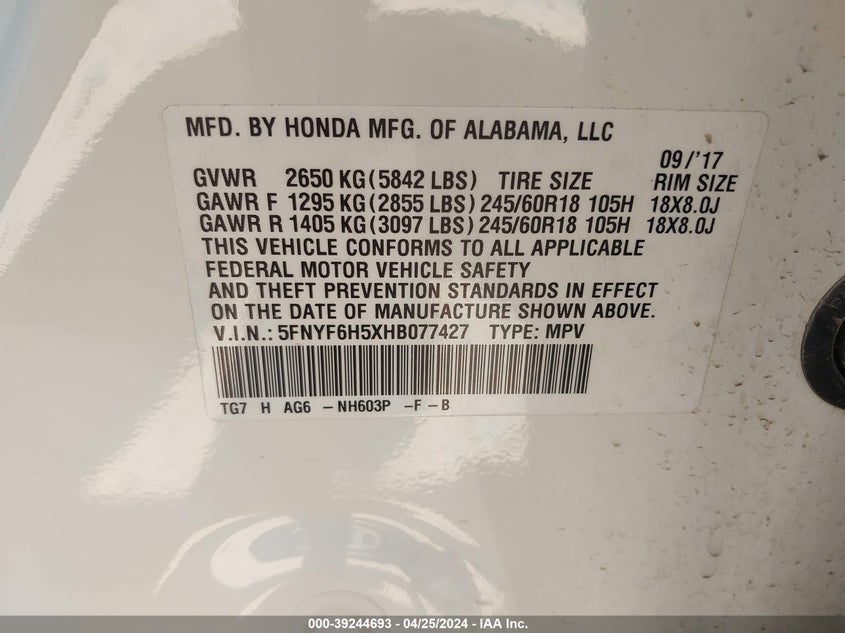 MFD. BY HONDA MFG. OF ALABAMA, LLC
09/'17
GVWR 2650 KG(5842 LBS) TIRE SIZE RIM SIZE
GAWR F 1295 KG(2855 LBS) 245/60R18 105H 18X8.0J
GAWR R 1405 KG(3097 LBS) 245/60R18 105H 18X8.0J
THIS VEHICLE CONFORMS TO ALL APPLICABLE
FEDERAL MOTOR VEHICLE SAFETY
AND THEFT PREVENTION STANDARDS IN EFFECT
ON THE DATE OF MANUFACTURE SHOWN ABOVE.
V.I.N.: 5FNYF6H5XHB077427 TYPE: MPV
TG7 H AG6 -NH603P -F-B
000-39244693 - 04/25/2024 - IAA Inc.